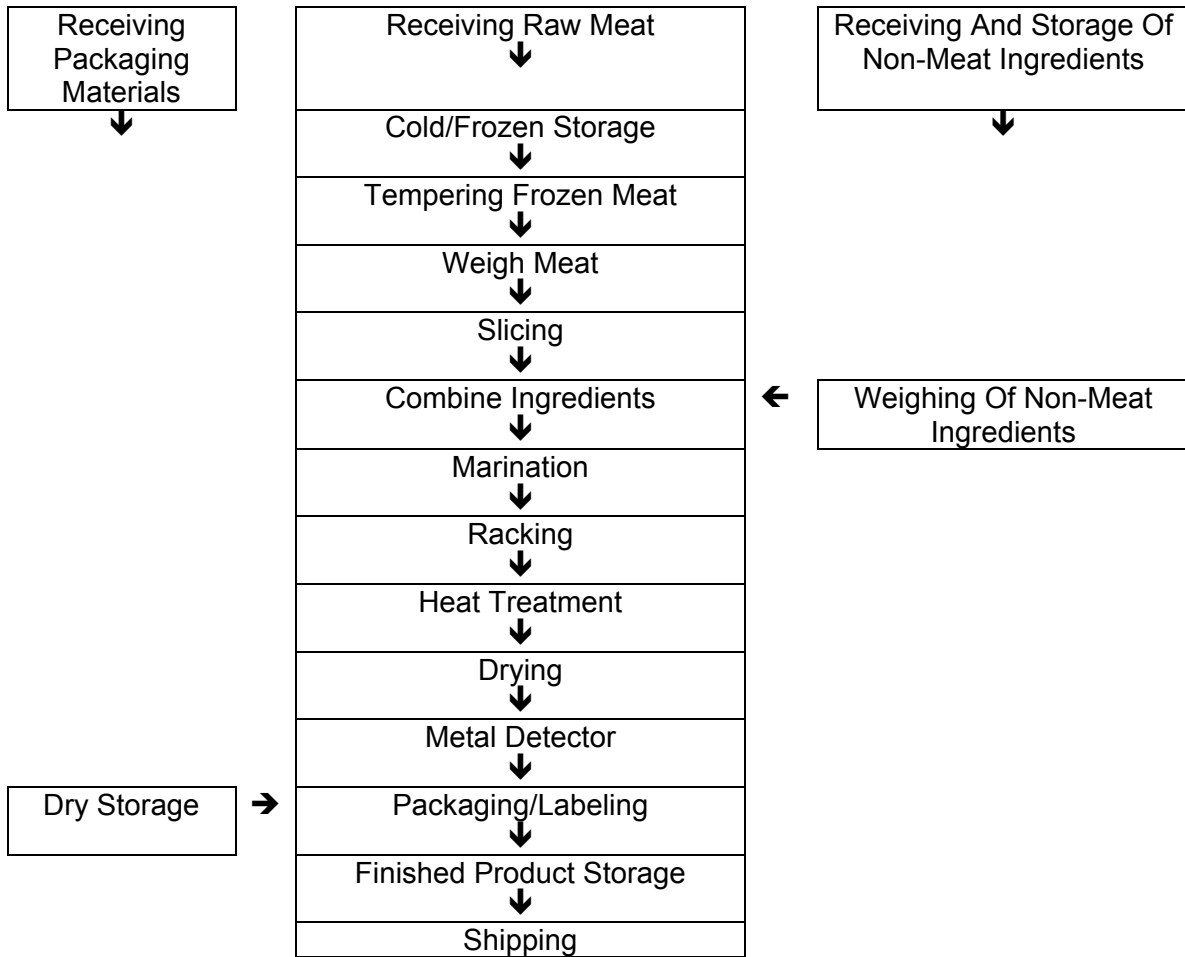 Receiving
Packaging
Materials
Receiving Raw Meat
Receiving And Storage Of
Non-Meat Ingredients
Cold/Frozen Storage
Tempering Frozen Meat
Weigh Meat
Slicing
Combine Ingredients
Weighing Of Non-Meat
Ingredients
Marination
Racking
Heat Treatment
Drying
Metal Detector
Dry Storage
Packaging/Labeling
Finished Product Storage
Shipping